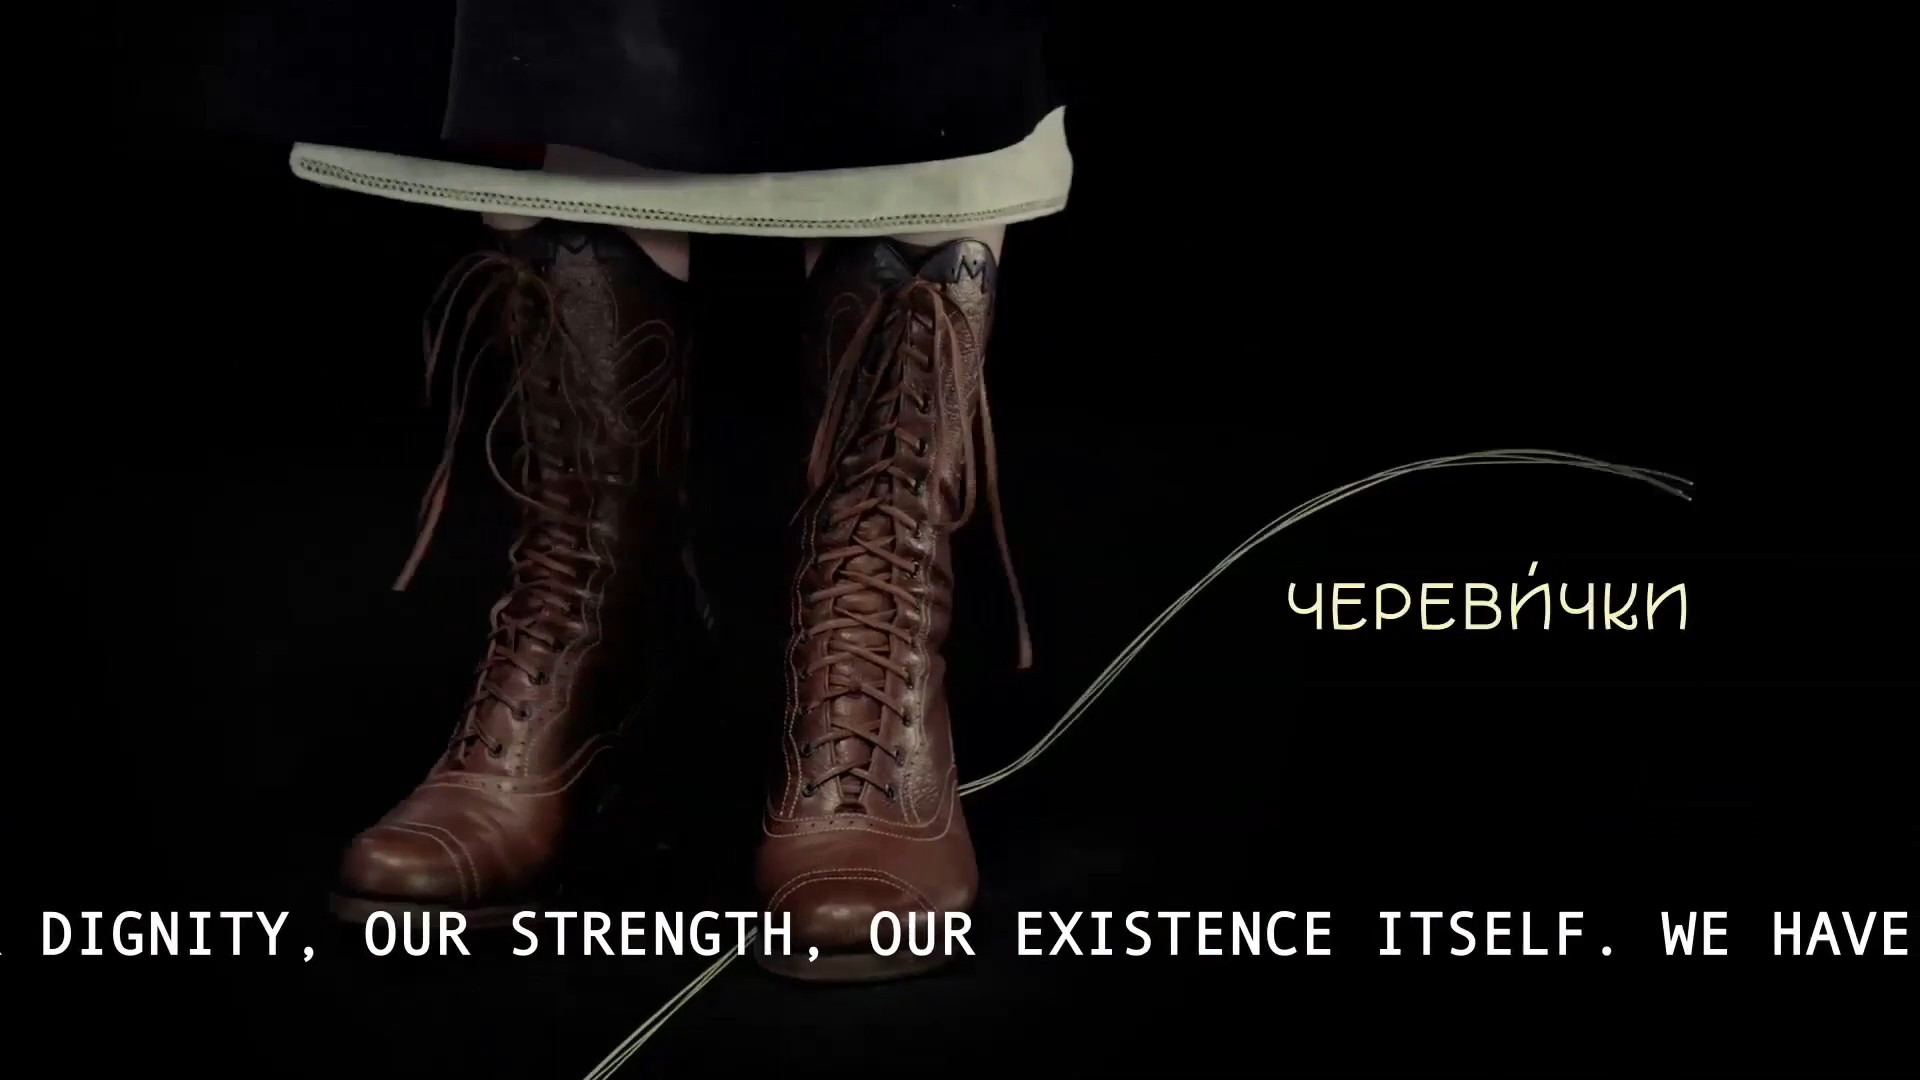 M
ЧЕРЕВИ́ЧКИ
DIGNITY, OUR STRENGTH, OUR EXISTENCE ITSELF. WE HAVE